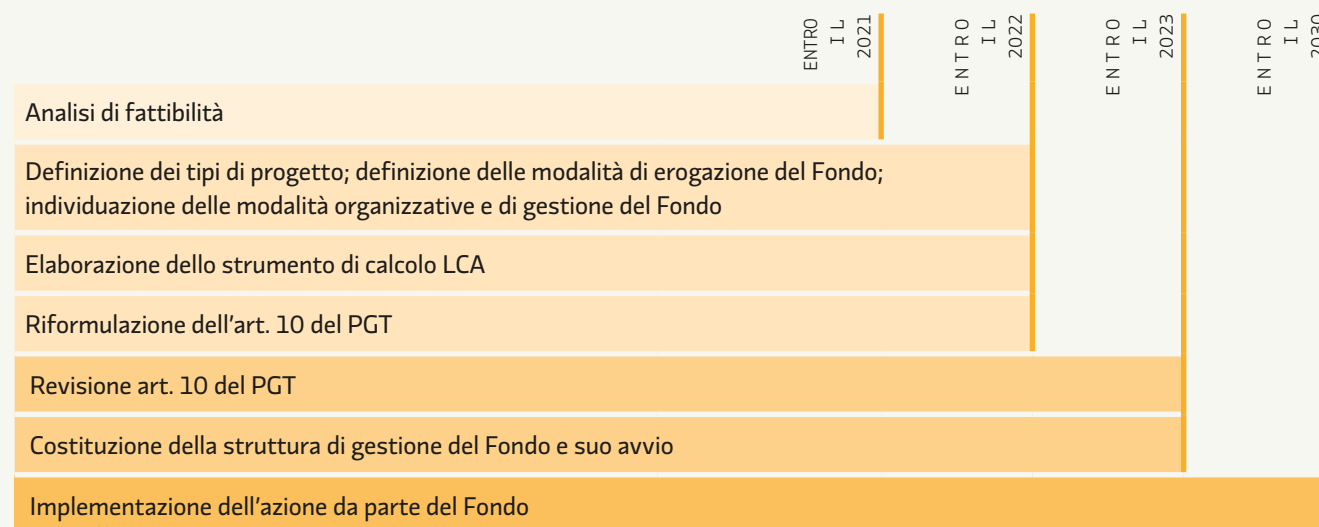 ENTRO
IL
2021
ENTRO
IL
2022
ENTRO
IL
2023
ENTRO
IL
2030
Analisi di fattibilità
Definizione dei tipi di progetto; definizione delle modalità di erogazione del Fondo;
individuazione delle modalità organizzative e di gestione del Fondo
Elaborazione dello strumento di calcolo LCA
Riformulazione dell'art. 10 del PGT
Revisione art. 10 del PGT
Costituzione della struttura di gestione del Fondo e suo avvio
Implementazione dell'azione da parte del Fondo